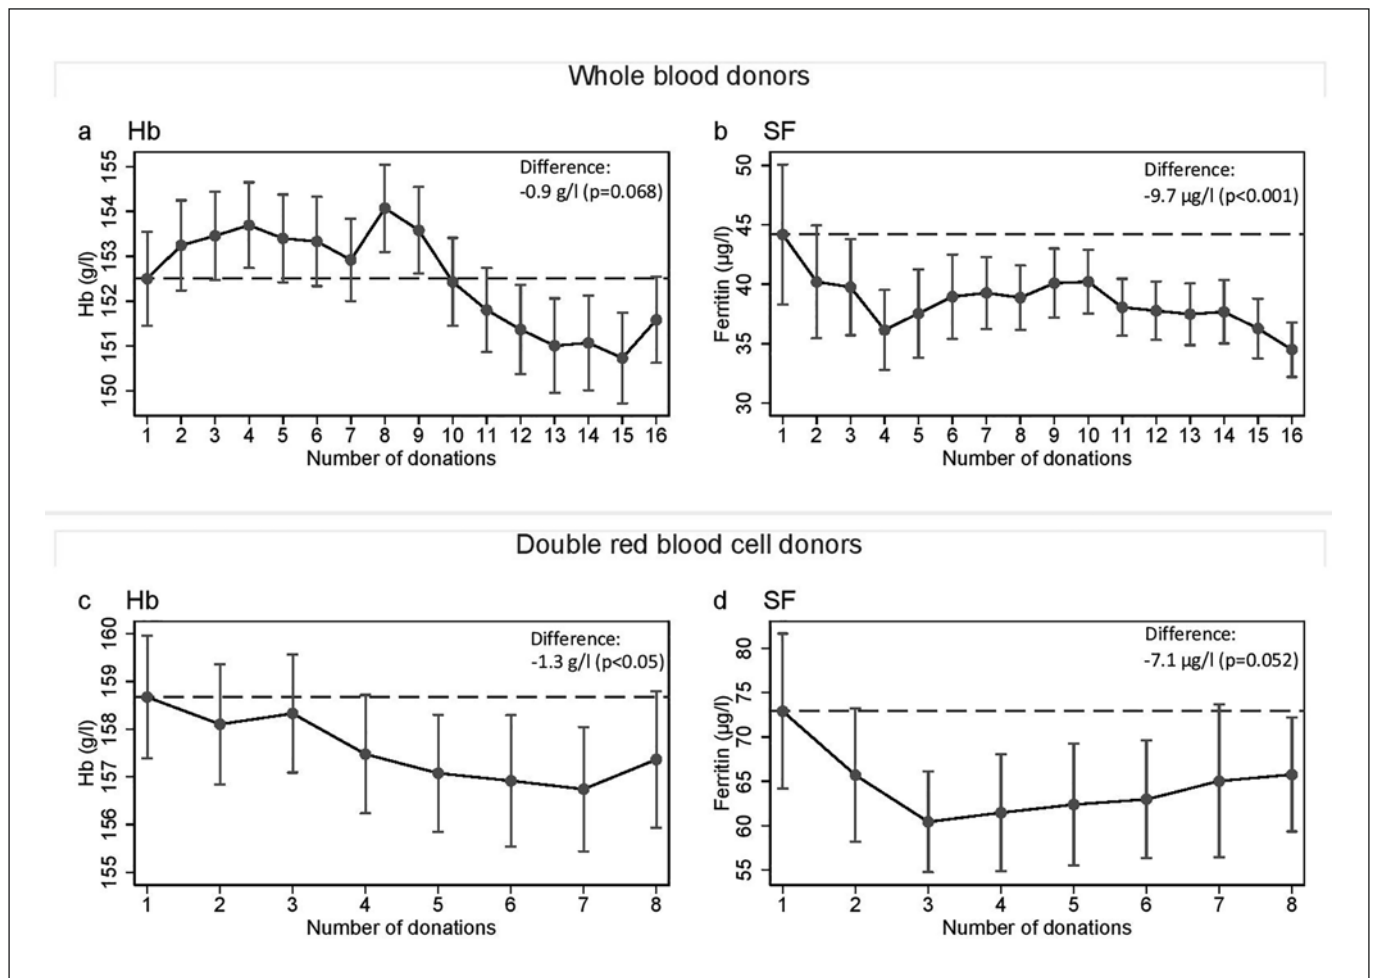 Whole blood donors
a Hb
Difference:
-0.9 g/l (p=0.068)
Hb (g/l)
155
154
153
152
151
150
1 2 3 4 5 6 7 8 9 10 11 12 13 14 15 16
Number of donations
b SF
Difference:
-9.7 µg/l (p<0.001)
Ferritin (µg/l)
50
45
40
35
30
1 2 3 4 5 6 7 8 9 10 11 12 13 14 15 16
Number of donations
Double red blood cell donors
c Hb
Difference:
-1.3 g/l (p<0.05)
Hb (g/l)
160
159
158
157
156
155
1 2 3 4 5 6 7 8
Number of donations
d SF
Difference:
-7.1 µg/l (p=0.052)
Ferritin (µg/l)
80
75
70
65
60
55
1 2 3 4 5 6 7 8
Number of donations